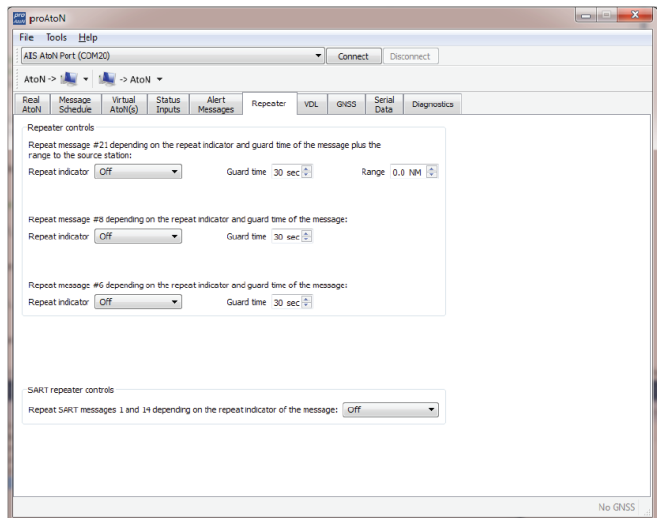 pro AtoN proAtoN
File Tools Help
AIS AtoN Port (COM20) Connect Disconnect
AtoN -> -> AtoN
Real AtoN Message Schedule Virtual AtoN(s) Status Inputs Alert Messages Repeater VDL GNSS Serial Data Diagnostics
Repeater controls
Repeat message #21 depending on the repeat indicator and guard time of the message plus the
range to the source station:
Repeat indicator Off Guard time 30 sec Range 0.0 NM
Repeat message #8 depending on the repeat indicator and guard time of the message:
Repeat indicator Off Guard time 30 sec
Repeat message #6 depending on the repeat indicator and guard time of the message:
Repeat indicator Off Guard time 30 sec
SART repeater controls
Repeat SART messages 1 and 14 depending on the repeat indicator of the message: Off
No GNSS